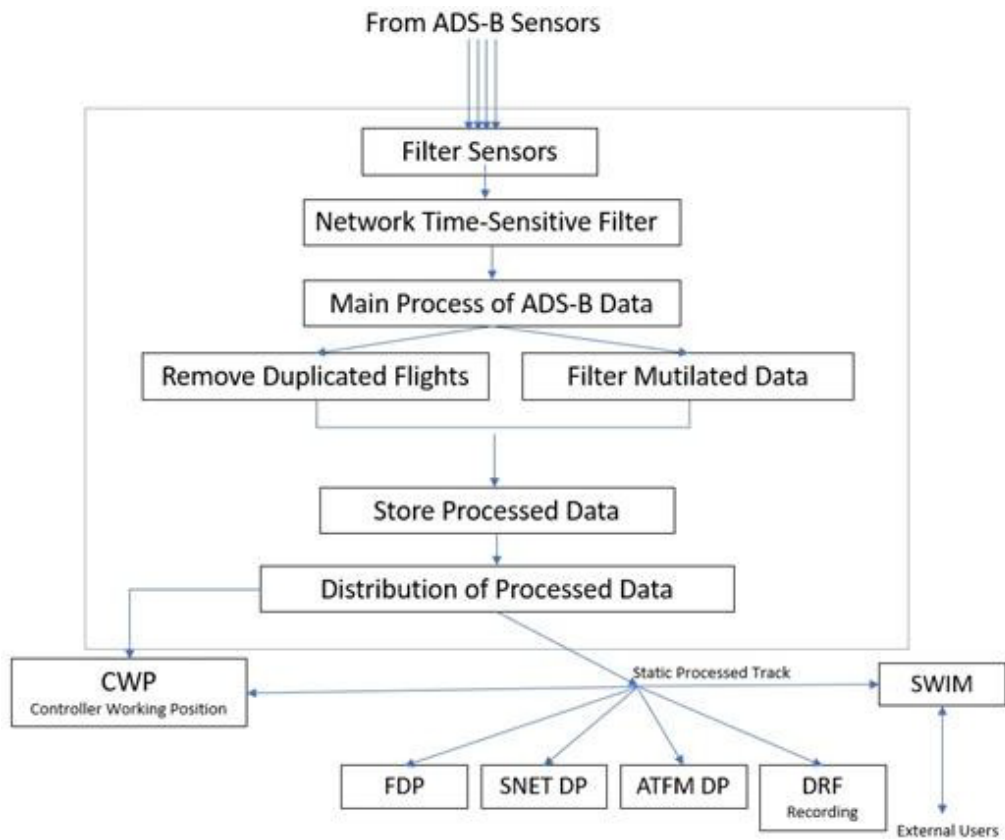 From ADS-B Sensors
Filter Sensors
Network Time-Sensitive Filter
Main Process of ADS-B Data
Remove Duplicated Flights
Filter Mutilated Data
Store Processed Data
Distribution of Processed Data
CWP
Controller Working Position
Static Processed Track
SWIM
FDP
SNET DP
ATFM DP
DRF
Recording
External Users